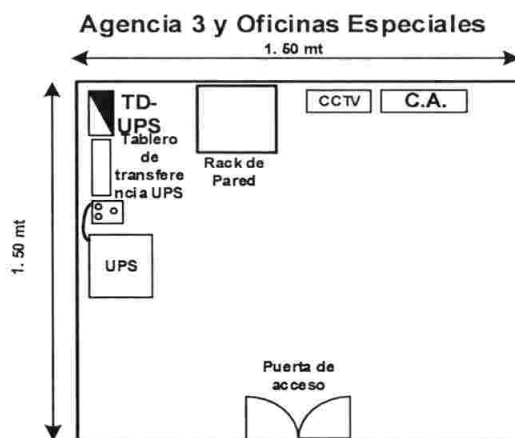 Agencia 3 y Oficinas Especiales
1. 50 mt
1. 50 mt
TD-
UPS
Tablero
de
transfere
ncia UPS
UPS
Rack de
Pared
CCTV
C.A.
Puerta de
acceso